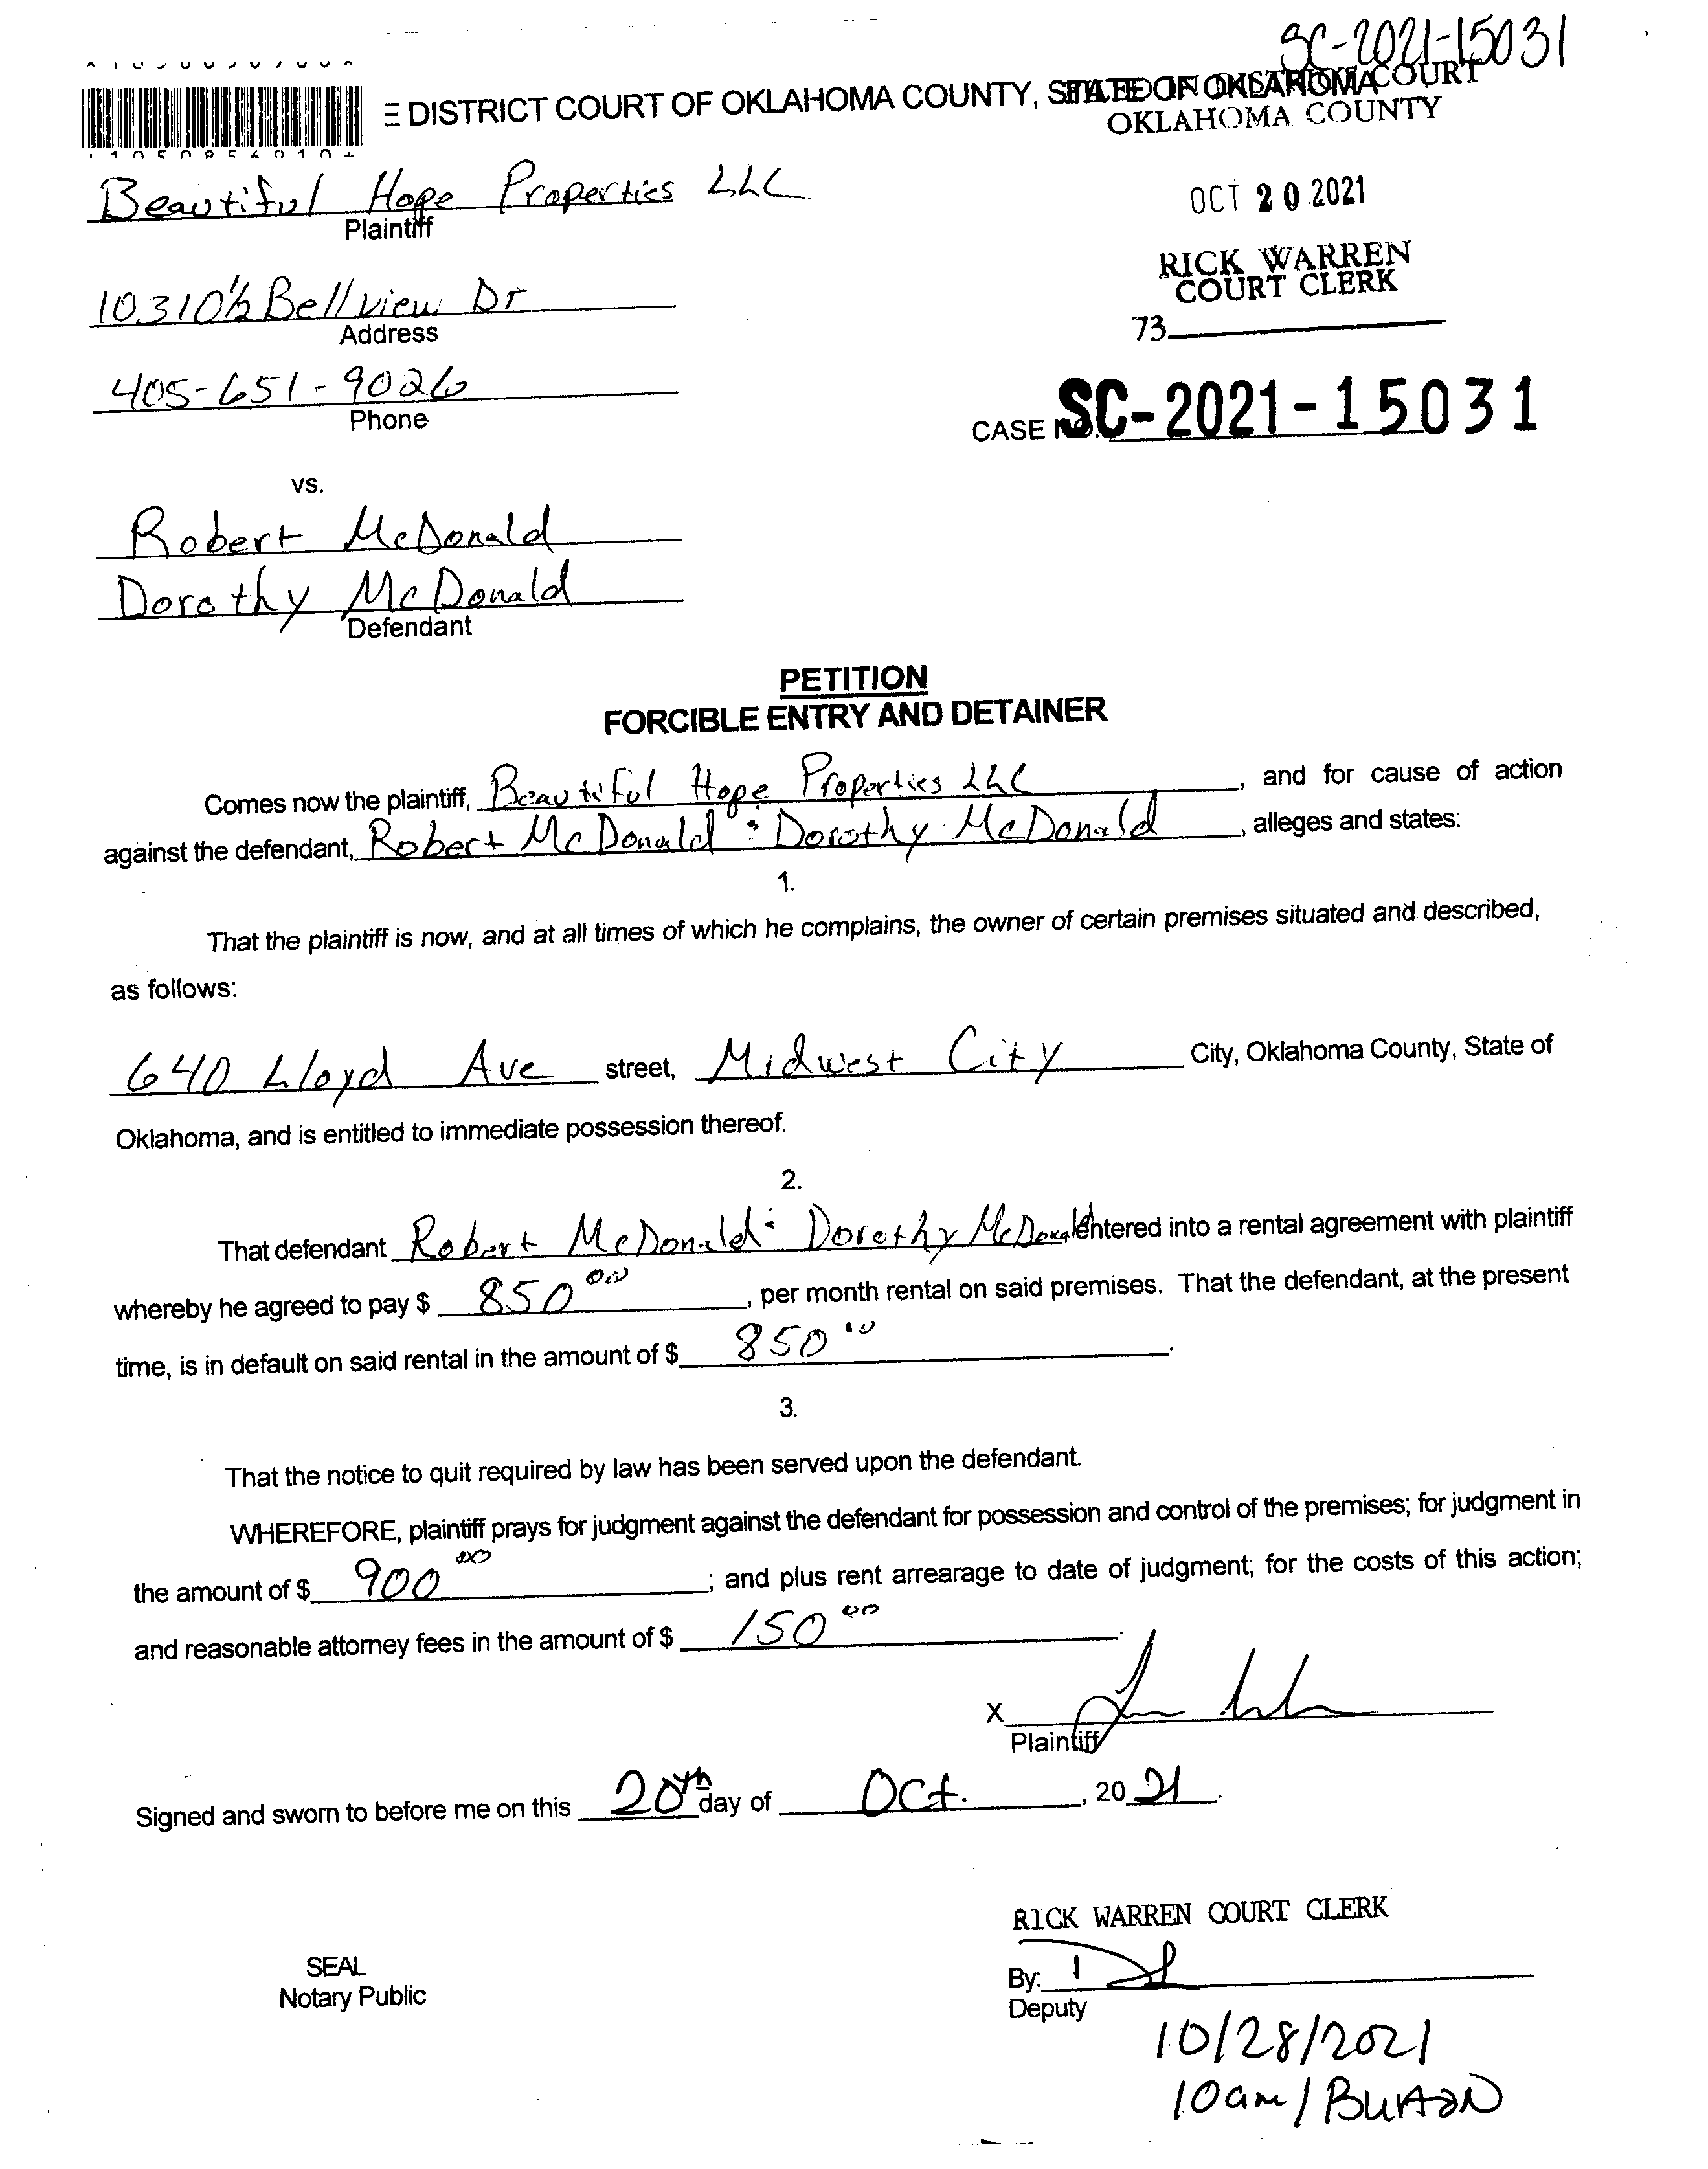 SC-2021-15031
DISTRICT COURT OF OKLAHOMA COUNTY, STATE OF OKLAHOMA
FILED IN DISTRICT COURT
OKLAHOMA COUNTY
Beautiful Hope Properties LLC
Plaintiff
OCT 20 2021
RICK WARREN
COURT CLERK
10310½ Bellview Dr
Address
73
405-651-9026
Phone
CASE NO. SC-2021-15031
vs.
Robert McDonald
Dorothy McDonald
Defendant
PETITION
FORCIBLE ENTRY AND DETAINER
Comes now the plaintiff, Beautiful Hope Properties LLC, and for cause of action
against the defendant, Robert McDonald Dorothy McDonald, alleges and states:
1.
That the plaintiff is now, and at all times of which he complains, the owner of certain premises situated and described,
as follows:
640 Lloyd Ave street, Midwest City City, Oklahoma County, State of
Oklahoma, and is entitled to immediate possession thereof.
2.
That defendant Robert McDonald Dorothy McDonald entered into a rental agreement with plaintiff
whereby he agreed to pay $ 850 00, per month rental on said premises. That the defendant, at the present
time, is in default on said rental in the amount of $ 850 00.
3.
That the notice to quit required by law has been served upon the defendant.
WHEREFORE, plaintiff prays for judgment against the defendant for possession and control of the premises; for judgment in
the amount of $ 900 00; and plus rent arrearage to date of judgment; for the costs of this action;
and reasonable attorney fees in the amount of $ 150 00.
X
Plaintiff
Signed and sworn to before me on this 20th day of Oct., 2021.
RICK WARREN COURT CLERK
SEAL
Notary Public
By:
Deputy
10/28/2021
10am/